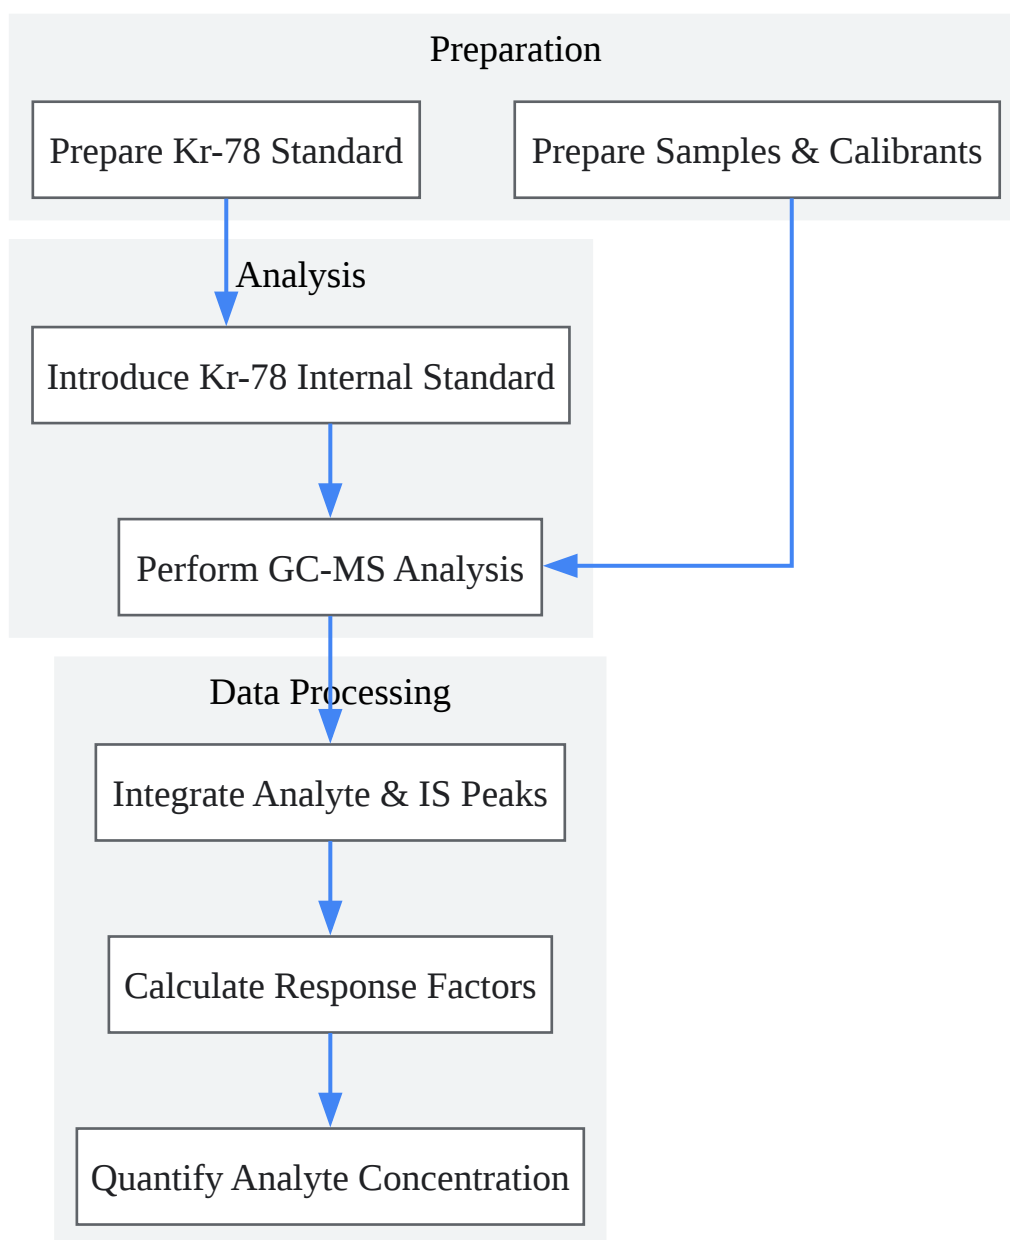 Preparation
Prepare Kr-78 Standard
Prepare Samples & Calibrants
Analysis
Introduce Kr-78 Internal Standard
Perform GC-MS Analysis
Data Processing
Integrate Analyte & IS Peaks
Calculate Response Factors
Quantify Analyte Concentration